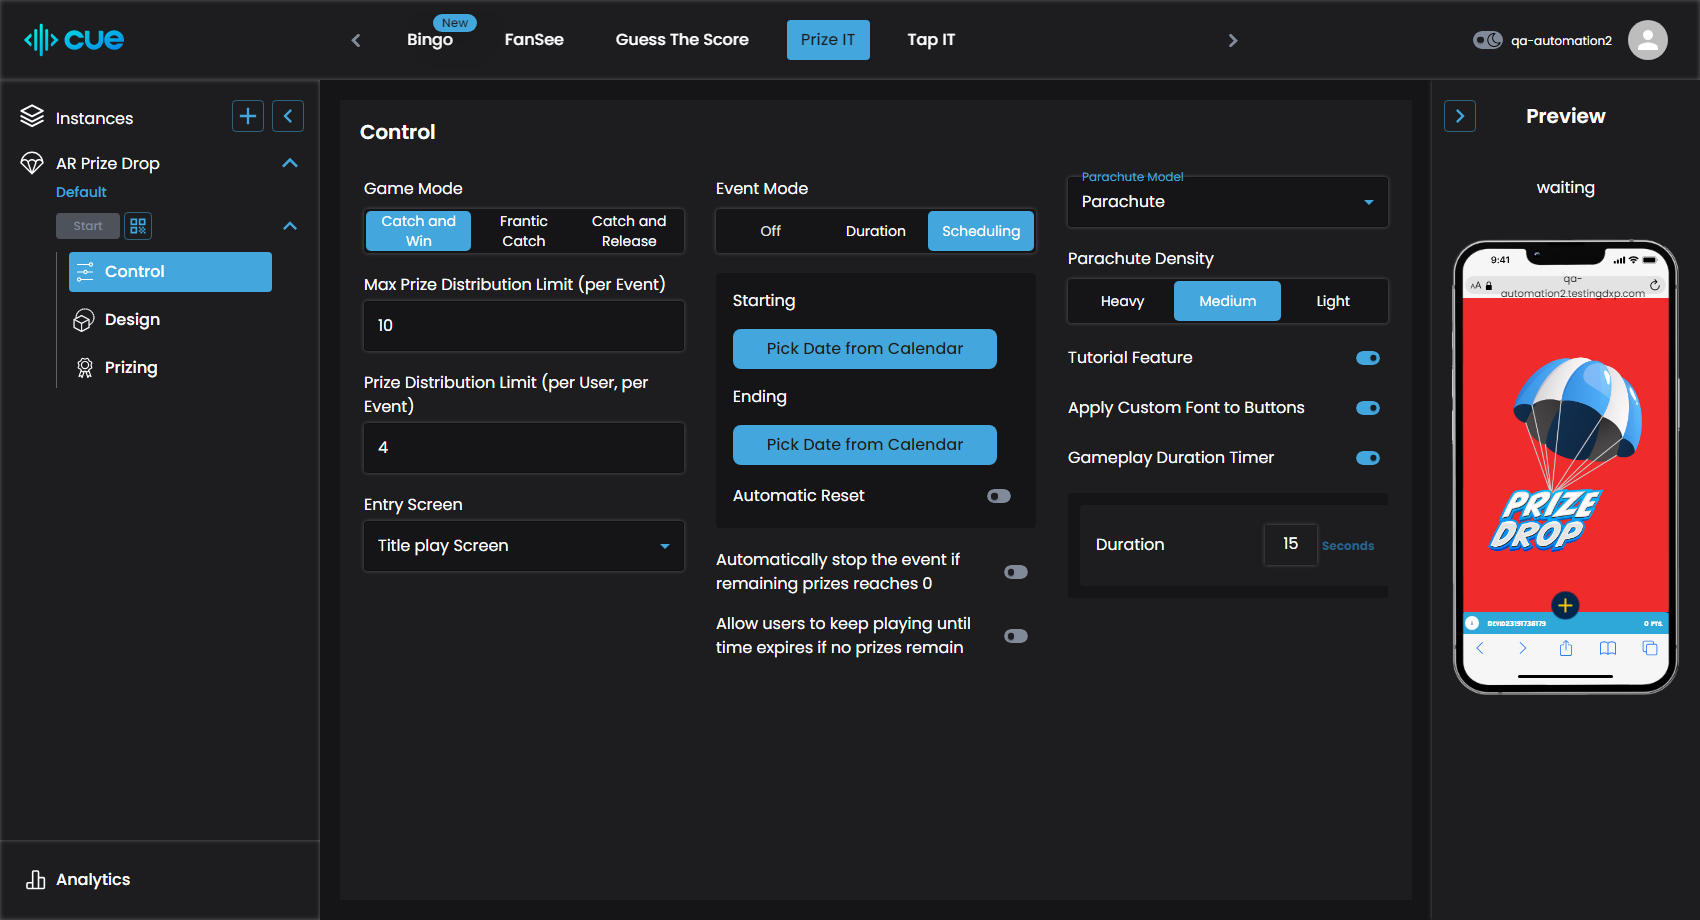 cue
New
Bingo
FanSee
Guess The Score
Prize IT
Tap IT
qa-automation2
Instances
AR Prize Drop
Default
Start
Control
Design
Prizing
Analytics
Control
Game Mode
Catch and Win
Frantic Catch
Catch and Release
Max Prize Distribution Limit (per Event)
10
Prize Distribution Limit (per User, per
Event)
4
Entry Screen
Title play Screen
Event Mode
Off
Duration
Scheduling
Starting
Pick Date from Calendar
Ending
Pick Date from Calendar
Automatic Reset
Automatically stop the event if
remaining prizes reaches 0
Allow users to keep playing until
time expires if no prizes remain
Parachute Model
Parachute
Parachute Density
Heavy
Medium
Light
Tutorial Feature
Apply Custom Font to Buttons
Gameplay Duration Timer
Duration
15
Seconds
Preview
waiting
9:41
AA
qa-
automation2.testingdxp.com
PRIZE
DROP
0 PTS.